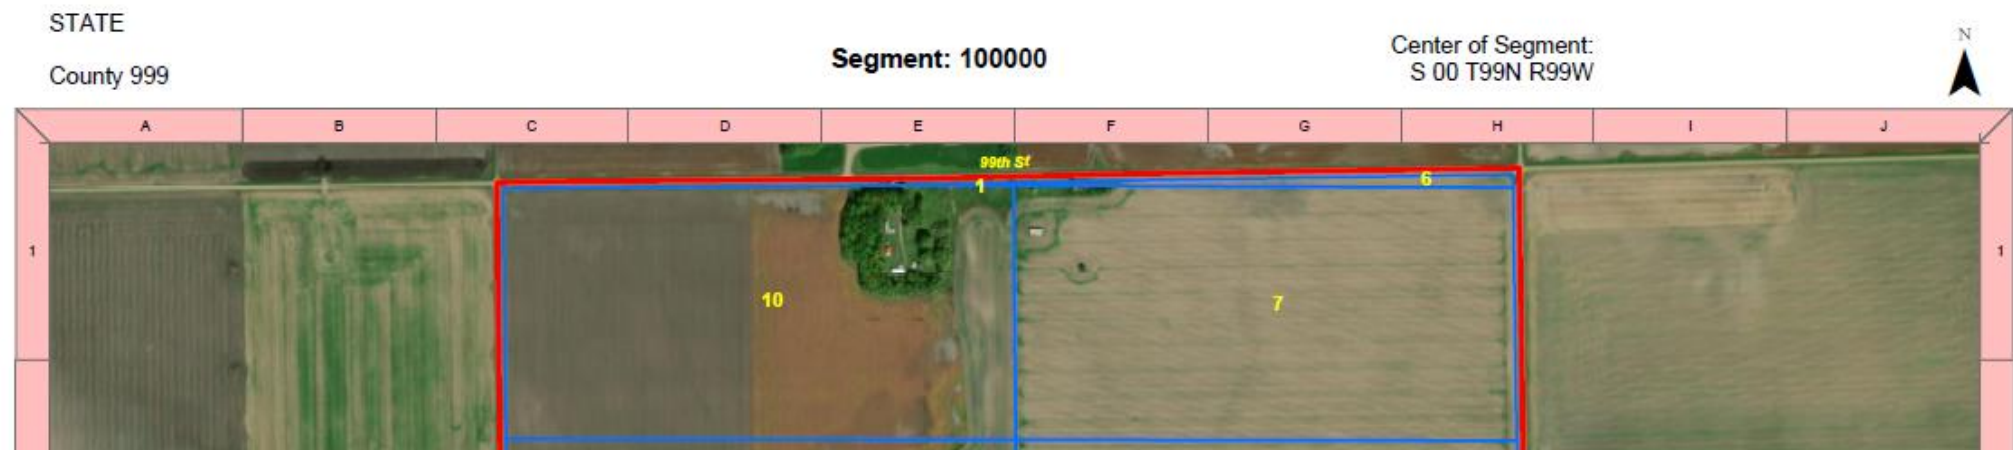 STATE
County 999
Segment: 100000
Center of Segment:
S 00 T99N R99W
N
A B C D E F G H I J
99th St
1 6
1 1
10 7